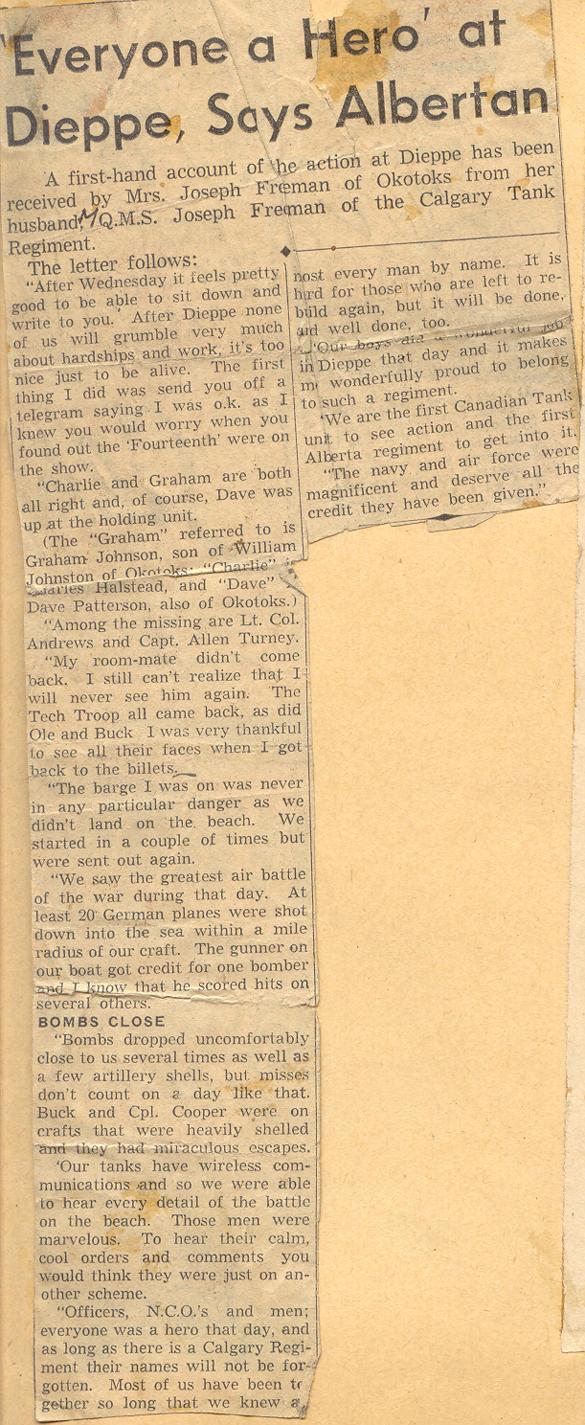 'Everyone a Hero' at
Dieppe, Says Albertan
A first-hand account of the action at Dieppe has been
received by Mrs. Joseph Freman of Okotoks from her
husband, M Q.M.S. Joseph Freeman of the Calgary Tank
Regiment.
The letter follows:
"After Wednesday it feels pretty
good to be able to sit down and
write to you. After Dieppe none
of us will grumble very much
about hardships and work, it's too
nice just to be alive. The first
thing I did was send you off a
telegram saying I was o.k. as I
knew you would worry when you
found out the 'Fourteenth' were on
the show.
"Charlie and Graham are both
all right and, of course, Dave was
up at the holding unit.
(The "Graham" referred to is
Graham Johnson, son of William
Johnston of Okotoks; "Charlie"
Charles Halstead, and "Dave"
Dave Patterson, also of Okotoks.)
"Among the missing are Lt. Col.
Andrews and Capt. Allen Turney.
"My room-mate didn't come
back. I still can't realize that I
will never see him again. The
Tech Troop all came back, as did
Ole and Buck I was very thankful
to see all their faces when I got
back to the billets.
"The barge I was on was never
in any particular danger as we
didn't land on the beach. We
started in a couple of times but
were sent out again.
"We saw the greatest air battle
of the war during that day. At
least 20 German planes were shot
down into the sea within a mile
radius of our craft. The gunner on
our boat got credit for one bomber
and I know that he scored hits on
several others.
BOMBS CLOSE
"Bombs dropped uncomfortably
close to us several times as well as
a few artillery shells, but misses
don't count on a day like that.
Buck and Cpl. Cooper were on
crafts that were heavily shelled
and they had miraculous escapes.
'Our tanks have wireless com-
munications and so we were able
to hear every detail of the battle
on the beach. Those men were
marvelous. To hear their calm,
cool orders and comments you
would think they were just on an-
other scheme.
"Officers, N.C.O.'s and men;
everyone was a hero that day, and
as long as there is a Calgary Regi-
ment their names will not be for-
gotten. Most of us have been to
gether so long that we knew a
most every man by name. It is
hard for those who are left to re-
build again, but it will be done,
and well done, too.
"Our boys did a wonderful job
in Dieppe that day and it makes
me wonderfully proud to belong
to such a regiment.
'We are the first Canadian Tank
unit to see action and the first
Alberta regiment to get into it.
"The navy and air force were
magnificent and deserve all the
credit they have been given."